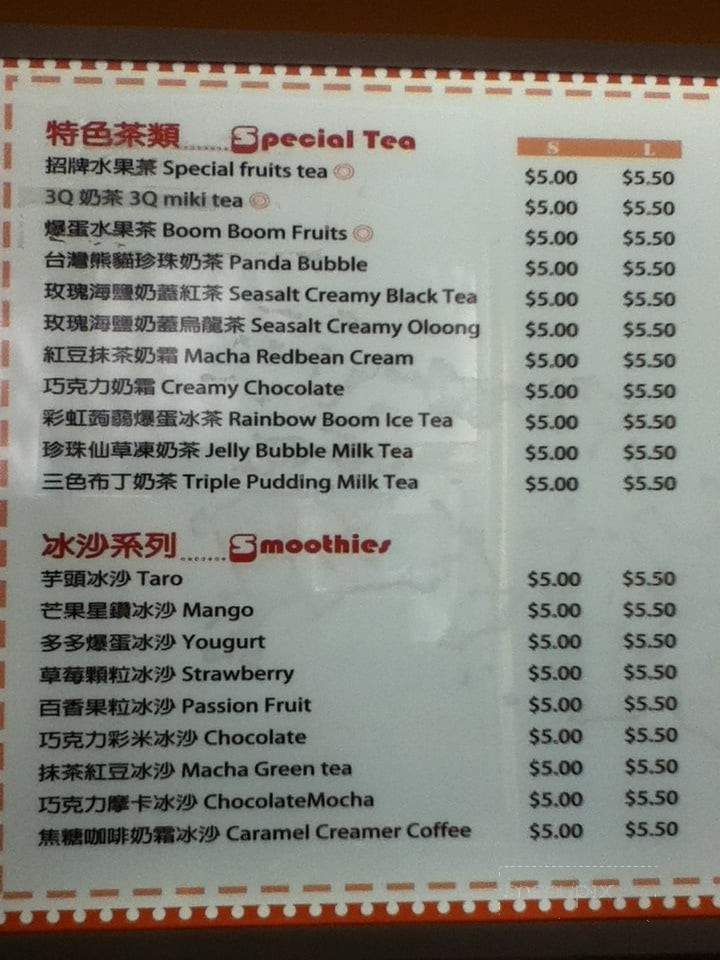 特色茶類 Special Tea S L
招牌水果茶 Special fruits tea $5.00 $5.50
3Q 奶茶 3Q miki tea $5.00 $5.50
爆蛋水果茶 Boom Boom Fruits $5.00 $5.50
台灣熊貓珍珠奶茶 Panda Bubble $5.00 $5.50
玫瑰海鹽奶蓋紅茶 Seasalt Creamy Black Tea $5.00 $5.50
玫瑰海鹽奶蓋烏龍茶 Seasalt Creamy Oloong $5.00 $5.50
紅豆抹茶奶霜 Macha Redbean Cream $5.00 $5.50
巧克力奶霜 Creamy Chocolate $5.00 $5.50
彩虹蒟蒻爆蛋冰茶 Rainbow Boom Ice Tea $5.00 $5.50
珍珠仙草凍奶茶 Jelly Bubble Milk Tea $5.00 $5.50
三色布丁奶茶 Triple Pudding Milk Tea $5.00 $5.50
冰沙系列 Smoothies
芋頭冰沙 Taro $5.00 $5.50
芒果星鑽冰沙 Mango $5.00 $5.50
多多爆蛋冰沙 Yougurt $5.00 $5.50
草莓顆粒冰沙 Strawberry $5.00 $5.50
百香果粒冰沙 Passion Fruit $5.00 $5.50
巧克力彩米冰沙 Chocolate $5.00 $5.50
抹茶紅豆冰沙 Macha Green tea $5.00 $5.50
巧克力摩卡冰沙 ChocolateMocha $5.00 $5.50
焦糖咖啡奶霜冰沙 Caramel Creamer Coffee $5.00 $5.50